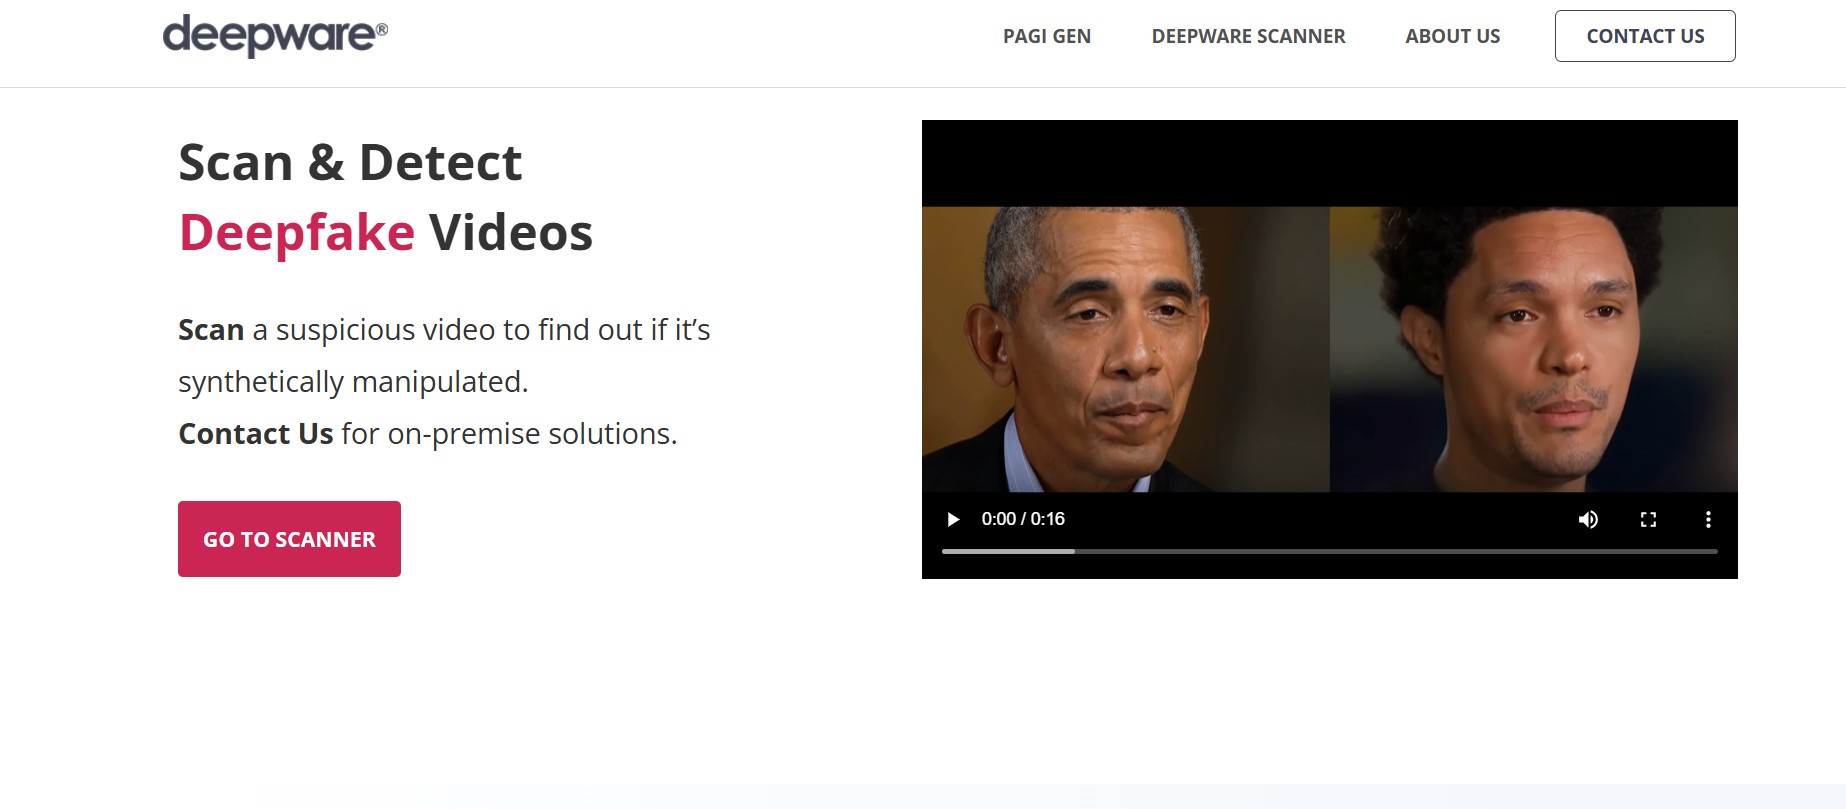 deepware®
PAGI GEN
DEEPWARE SCANNER
ABOUT US
CONTACT US
Scan & Detect
Deepfake Videos
Scan a suspicious video to find out if it’s
synthetically manipulated.
Contact Us for on-premise solutions.
GO TO SCANNER
0:00 / 0:16